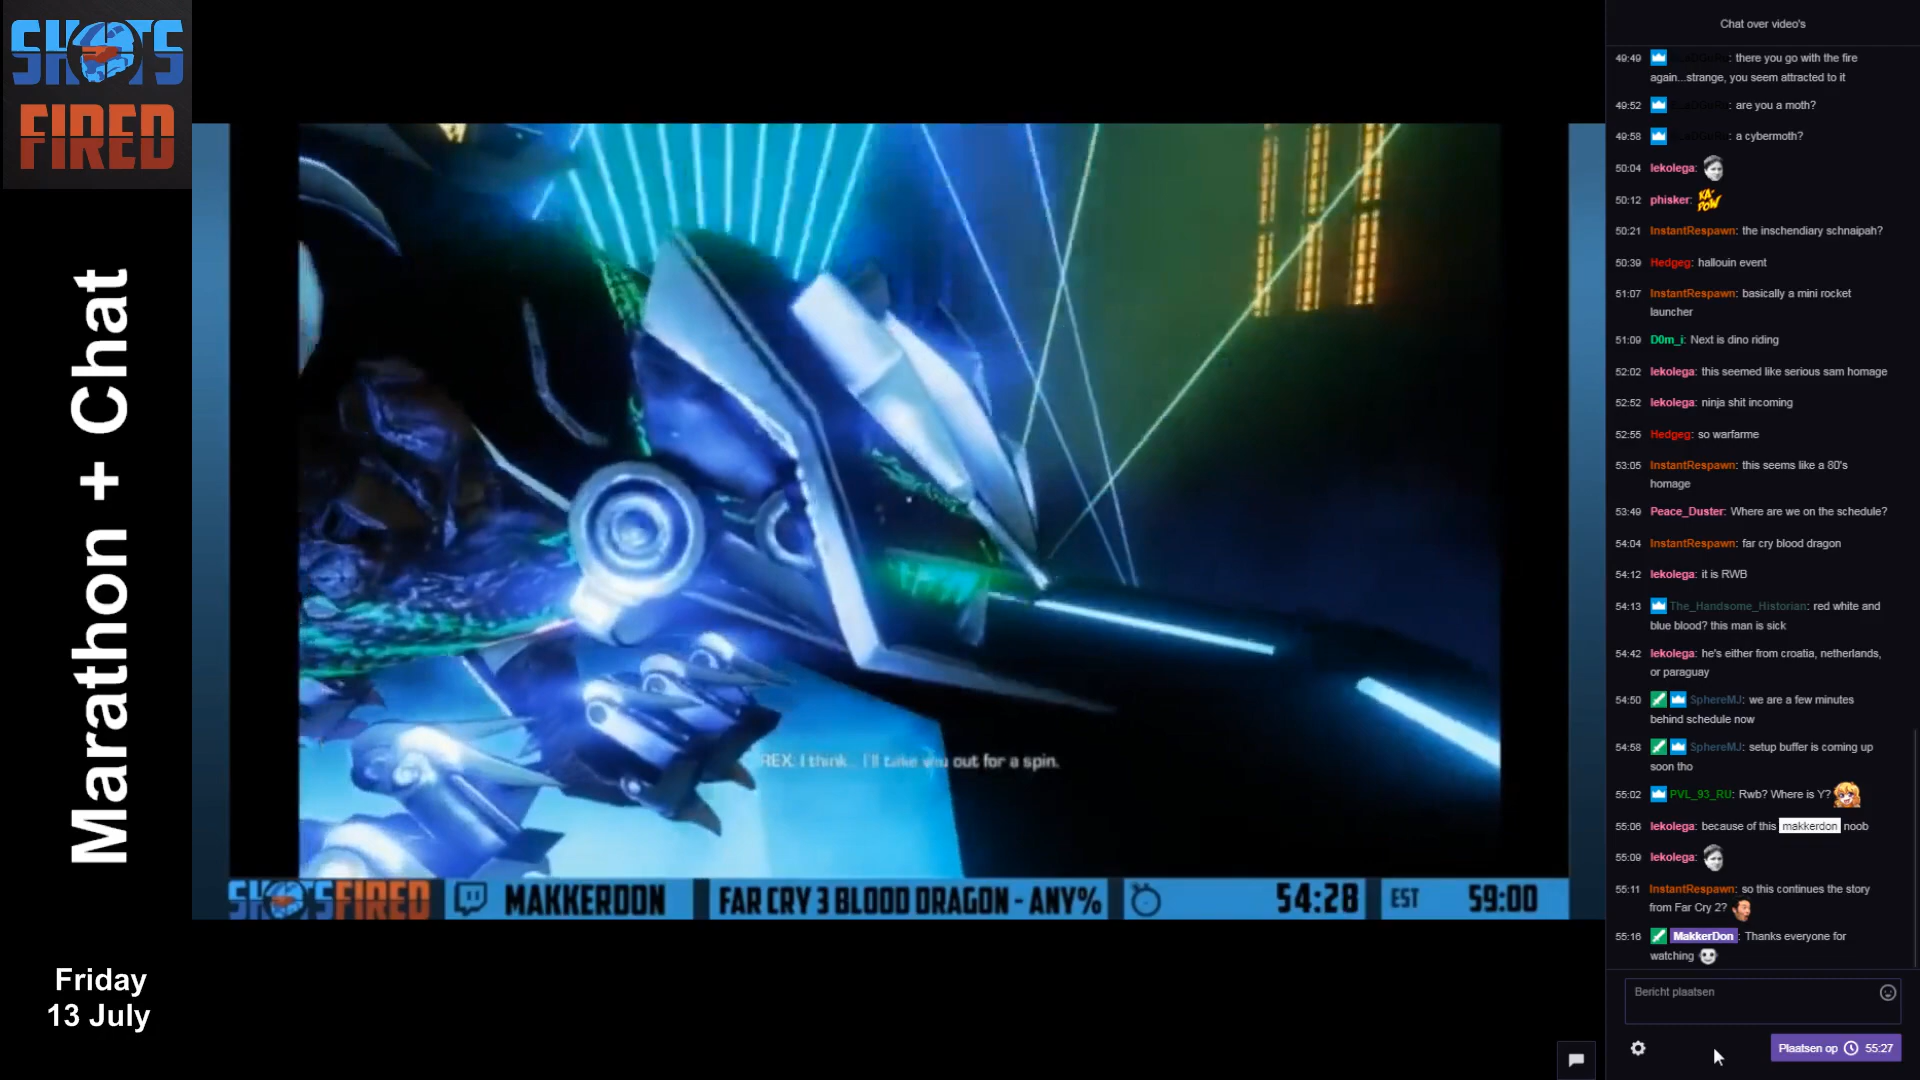 SHOTS
FIRED
Marathon + Chat
Friday
13 July
REX: I think... I'll take you out for a spin.
SHOTSFIRED
MAKKERDON
FAR CRY 3 BLOOD DRAGON - ANY%
54:28
EST 59:00
Chat over video's
49:49 : there you go with the fire
again...strange, you seem attracted to it
49:52 : are you a moth?
49:58 : a cybermoth?
50:04 lekolega:
50:12 phisker: KA POW
50:21 InstantRespawn: the inschendiary schnaipah?
50:39 Hedgeg: hallouin event
51:07 InstantRespawn: basically a mini rocket
launcher
51:09 D0m_i: Next is dino riding
52:02 lekolega: this seemed like serious sam homage
52:52 lekolega: ninja shit incoming
52:55 Hedgeg: so warfarme
53:05 InstantRespawn: this seems like a 80's
homage
53:49 Peace_Duster: Where are we on the schedule?
54:04 InstantRespawn: far cry blood dragon
54:12 lekolega: it is RWB
54:13 The_Handsome_Historian: red white and
blue blood? this man is sick
54:42 lekolega: he's either from croatia, netherlands,
or paraguay
54:50 SphereMJ: we are a few minutes
behind schedule now
54:58 SphereMJ: setup buffer is coming up
soon tho
55:02 PVL_93_RU: Rwb? Where is Y?
55:06 lekolega: because of this makkerdon noob
55:09 lekolega:
55:11 InstantRespawn: so this continues the story
from Far Cry 2?
55:16 MakkerDon: Thanks everyone for
watching
Bericht plaatsen
Plaatsen op 55:27